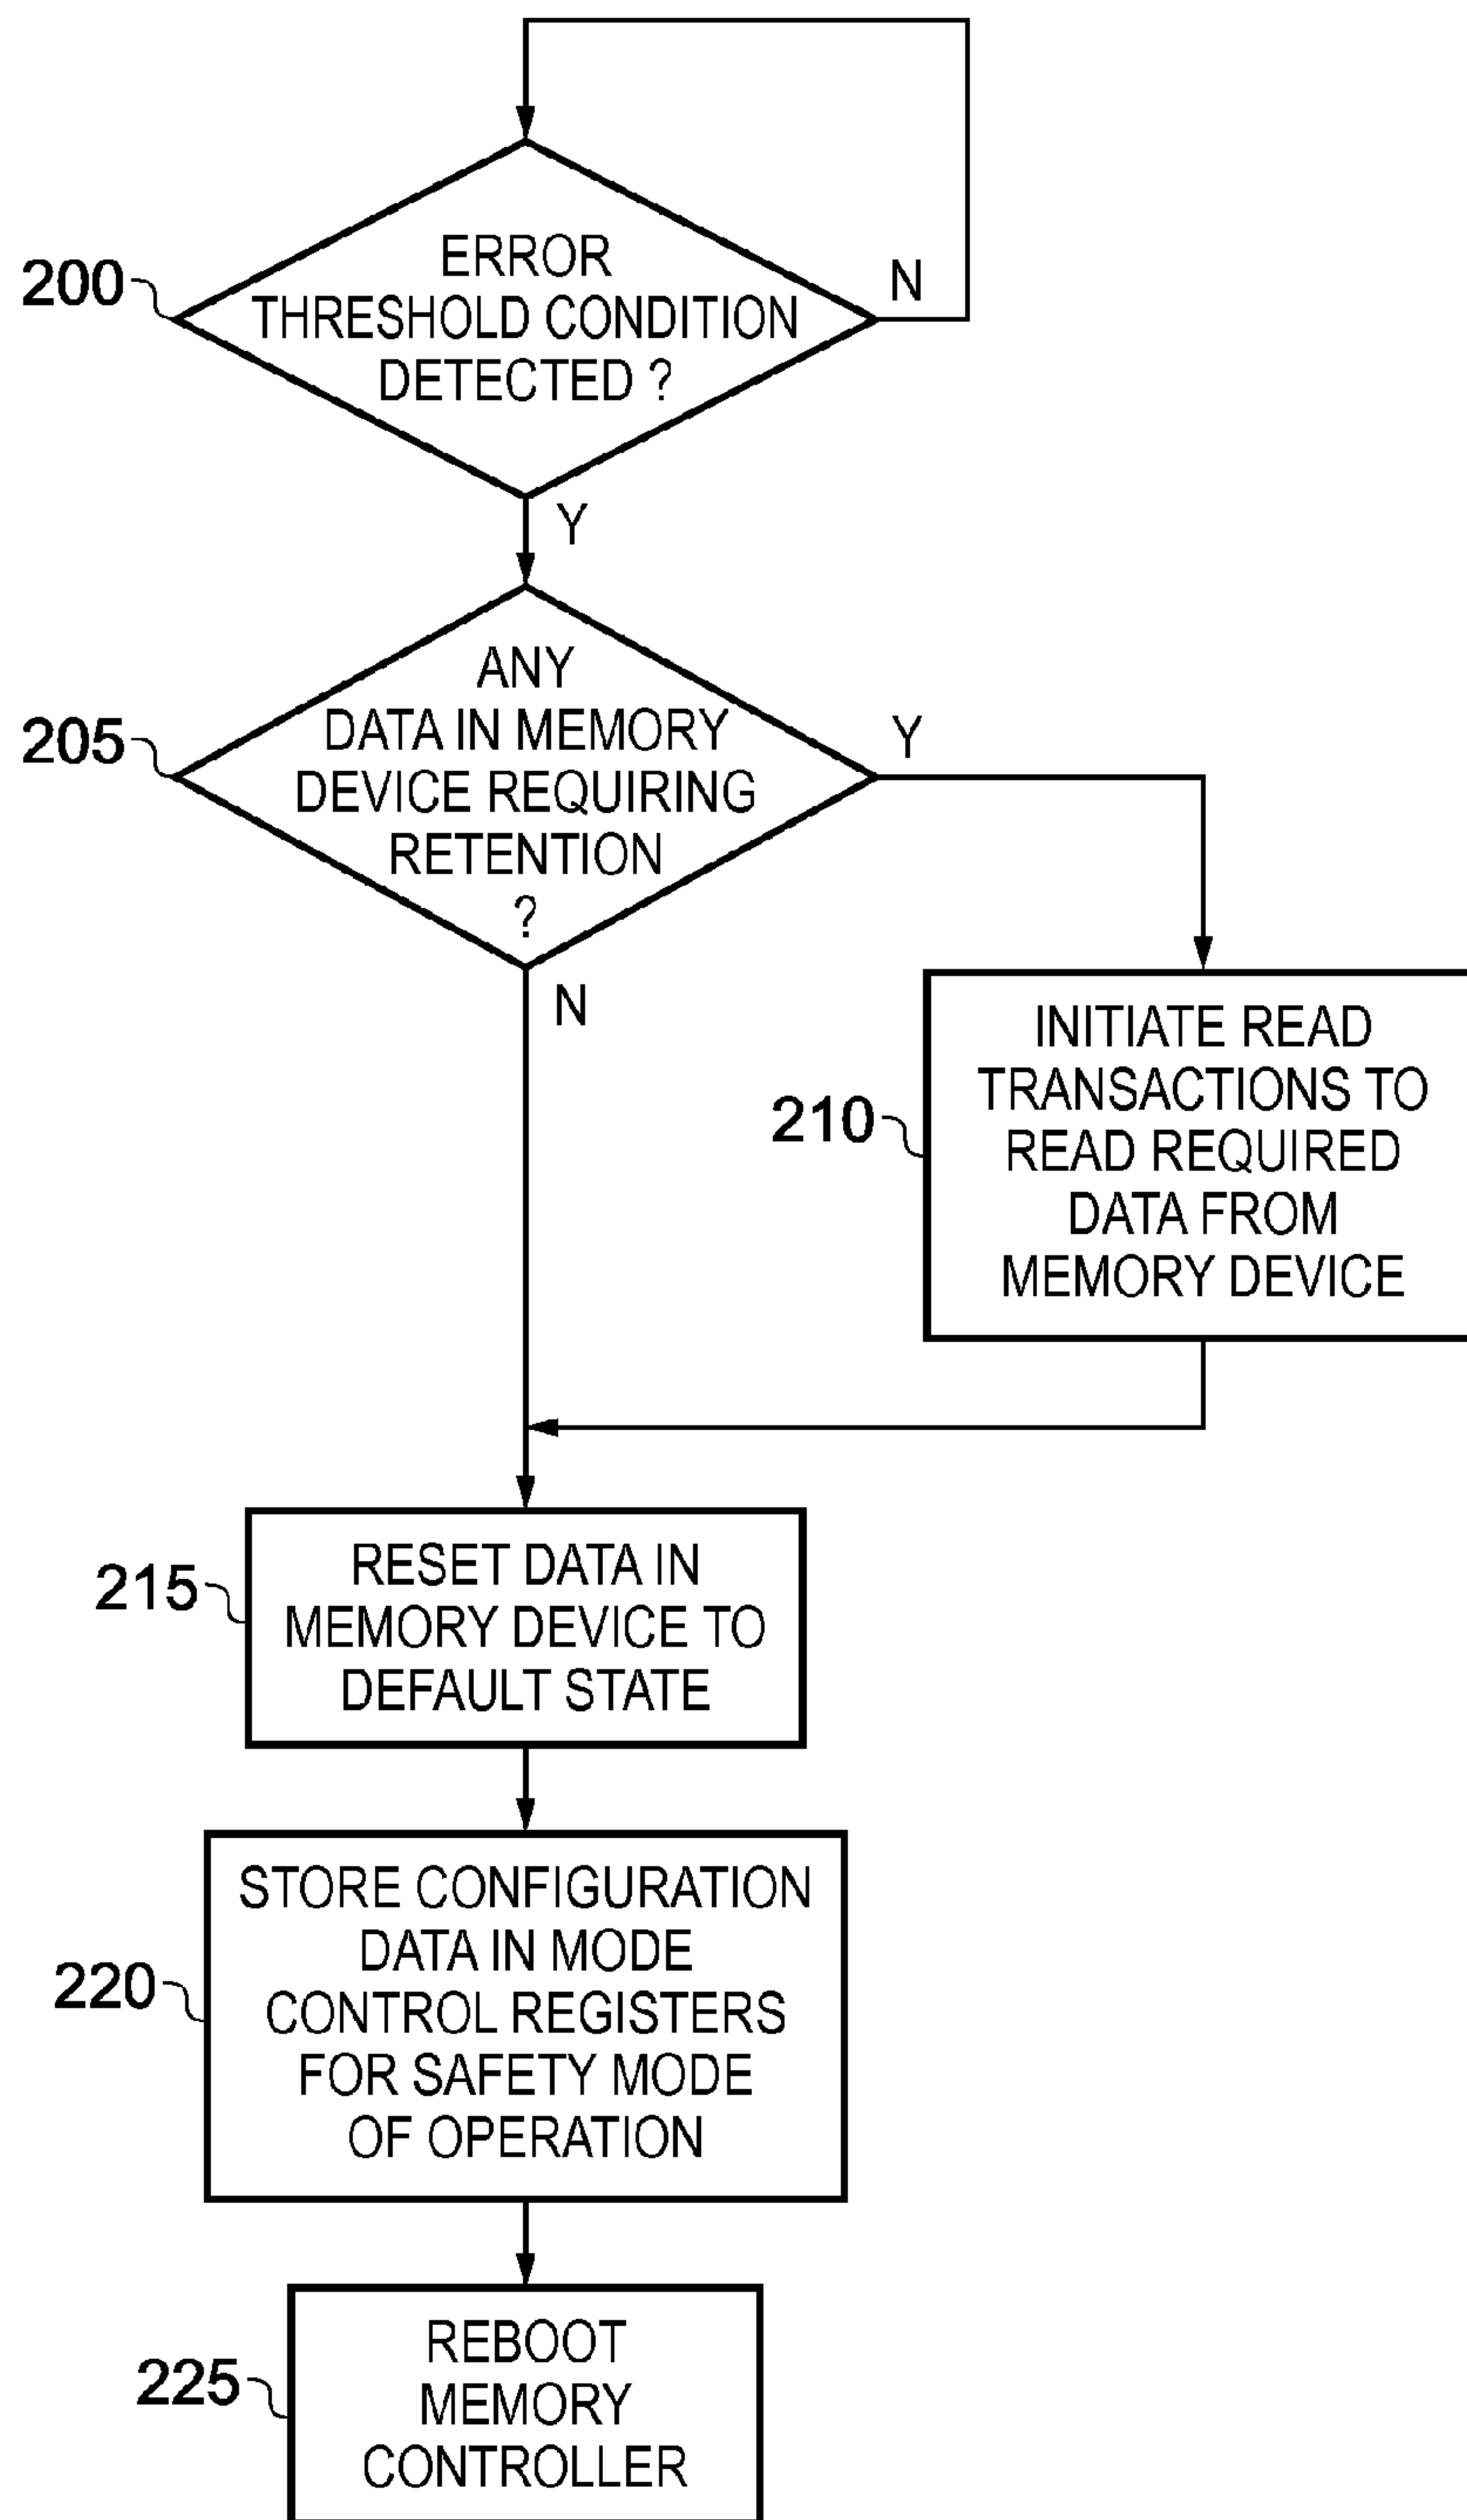 200
ERROR
THRESHOLD CONDITION
DETECTED ?
N
Y
205
ANY
DATA IN MEMORY
DEVICE REQUIRING
RETENTION
?
Y
N
210
INITIATE READ
TRANSACTIONS TO
READ REQUIRED
DATA FROM
MEMORY DEVICE
215
RESET DATA IN
MEMORY DEVICE TO
DEFAULT STATE
220
STORE CONFIGURATION
DATA IN MODE
CONTROL REGISTERS
FOR SAFETY MODE
OF OPERATION
225
REBOOT
MEMORY
CONTROLLER